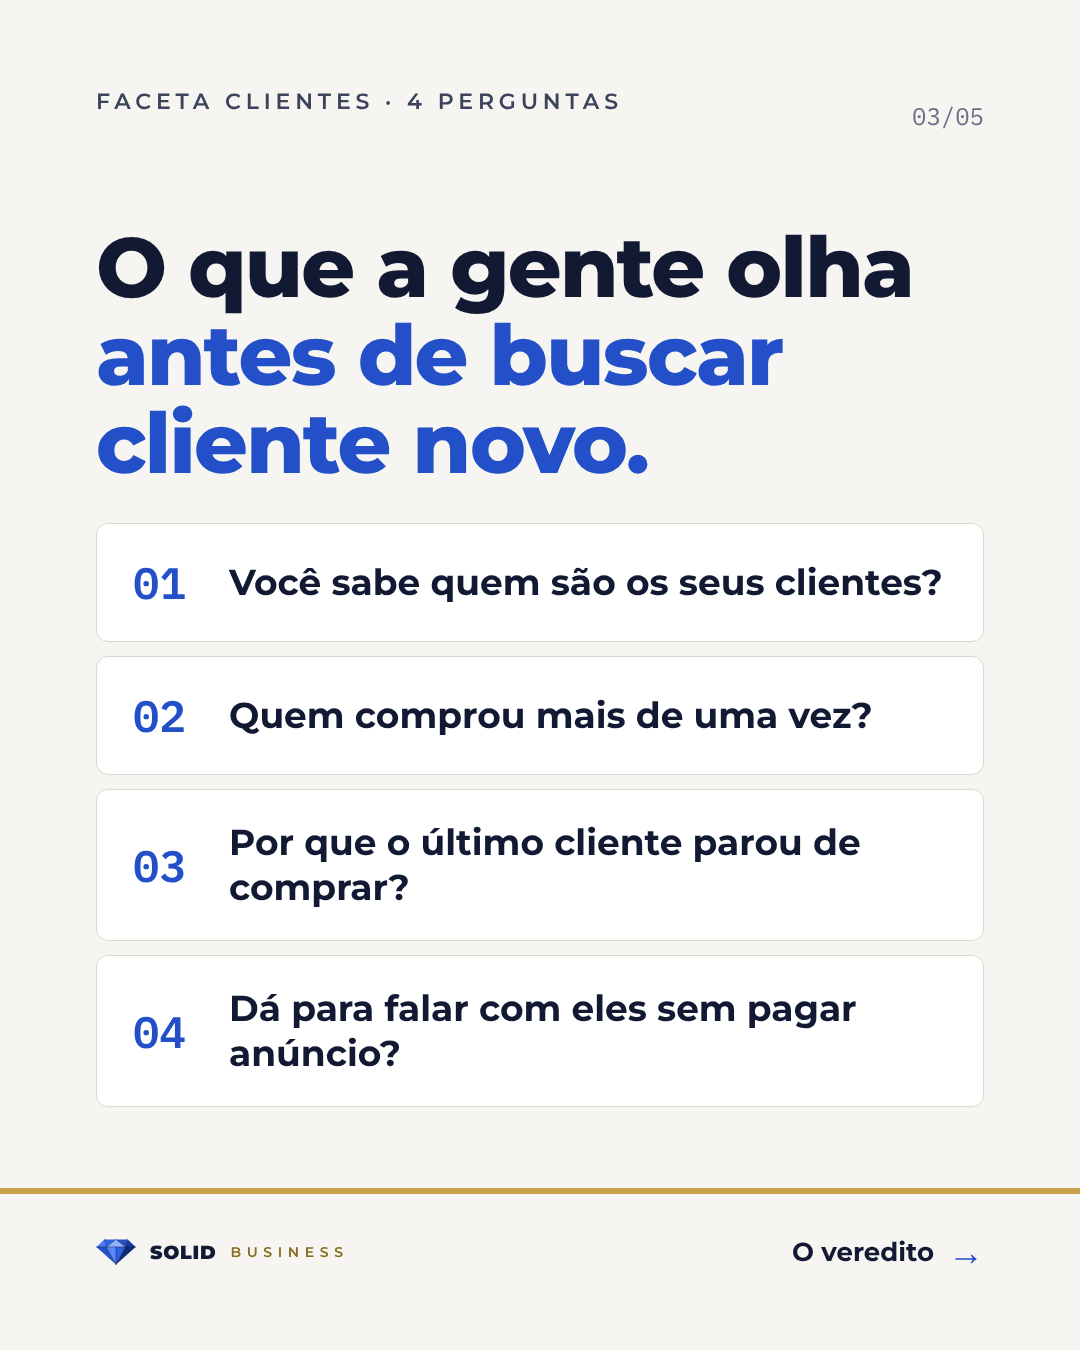 FACETA CLIENTES · 4 PERGUNTAS
03/05
O que a gente olha
antes de buscar
cliente novo.
01 Você sabe quem são os seus clientes?
02 Quem comprou mais de uma vez?
03 Por que o último cliente parou de
comprar?
04 Dá para falar com eles sem pagar
anúncio?
SOLID BUSINESS
O veredito →